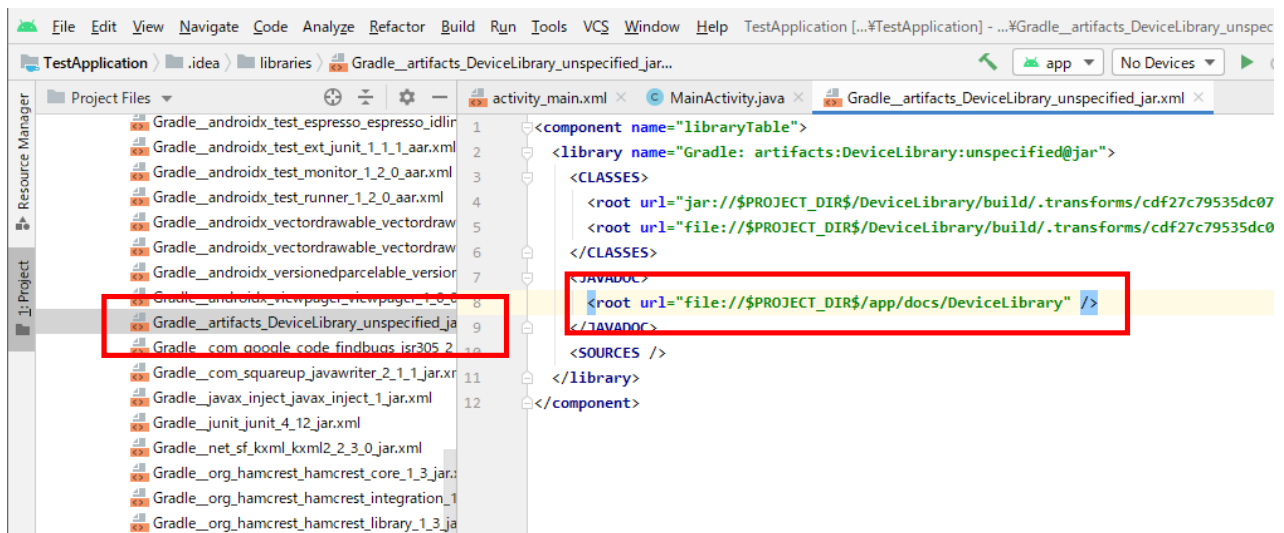 File Edit View Navigate Code Analyze Refactor Build Run Tools VCS Window Help TestApplication [...¥TestApplication] - ...¥Gradle__artifacts_DeviceLibrary_unspec
TestApplication .idea libraries Gradle__artifacts_DeviceLibrary_unspecified_jar... app No Devices
Project Files
activity_main.xml MainActivity.java Gradle__artifacts_DeviceLibrary_unspecified_jar.xml
Resource Manager
1: Project
Gradle__androidx_test_espresso_espresso_idlin
Gradle__androidx_test_ext_junit_1_1_1_aar.xml
Gradle__androidx_test_monitor_1_2_0_aar.xml
Gradle__androidx_test_runner_1_2_0_aar.xml
Gradle__androidx_vectordrawable_vectordraw
Gradle__androidx_vectordrawable_vectordraw
Gradle__androidx_versionedparcelable_version
Gradle__androidx_viewpager_viewpager_1_0_0
Gradle__artifacts_DeviceLibrary_unspecified_ja
Gradle__com_google_code_findbugs_jsr305_2
Gradle__com_squareup_javawriter_2_1_1_jar.xr
Gradle__javax_inject_javax_inject_1_jar.xml
Gradle__junit_junit_4_12_jar.xml
Gradle__net_sf_kxml_kxml2_2_3_0_jar.xml
Gradle__org_hamcrest_hamcrest_core_1_3_jar.x
Gradle__org_hamcrest_hamcrest_integration_1
Gradle__org_hamcrest_hamcrest_library_1_3_ja
1 <component name="libraryTable">
2 <library name="Gradle: artifacts:DeviceLibrary:unspecified@jar">
3 <CLASSES>
4 <root url="jar://$PROJECT_DIR$/DeviceLibrary/build/.transforms/cdf27c79535dc07
5 <root url="file://$PROJECT_DIR$/DeviceLibrary/build/.transforms/cdf27c79535dc0
6 </CLASSES>
7 <JAVADOC>
8 <root url="file://$PROJECT_DIR$/app/docs/DeviceLibrary" />
9 </JAVADOC>
10 <SOURCES />
11 </library>
12 </component>